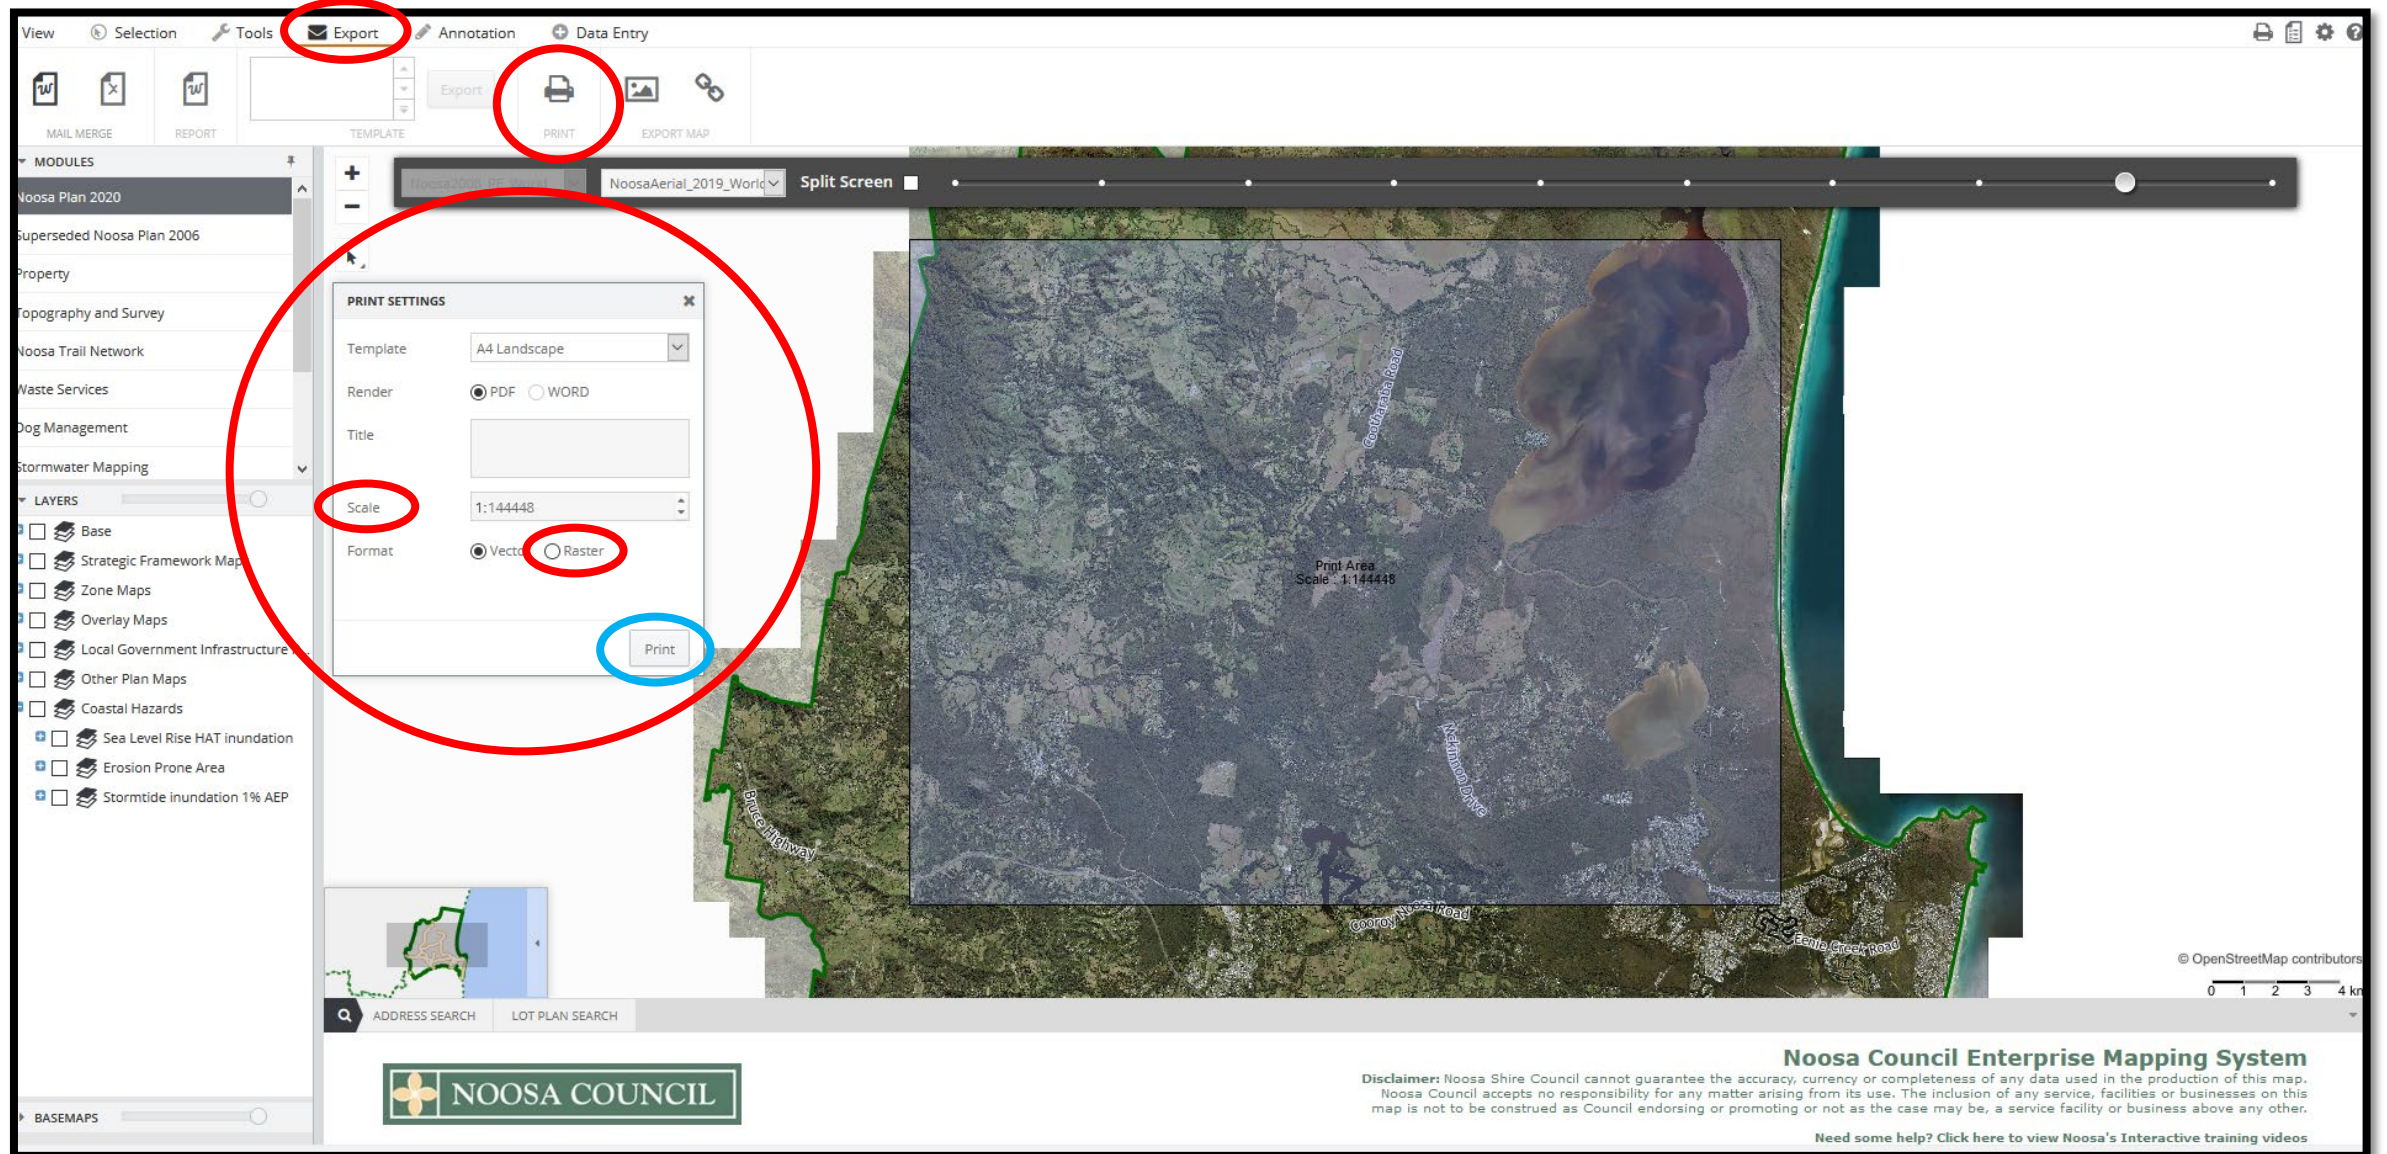 View Selection Tools Export Annotation Data Entry
Export
MAIL MERGE REPORT TEMPLATE PRINT EXPORT MAP
MODULES
Noosa Plan 2020
Superseded Noosa Plan 2006
Property
Topography and Survey
Noosa Trail Network
Waste Services
Dog Management
Stormwater Mapping
LAYERS
Base
Strategic Framework Map
Zone Maps
Overlay Maps
Local Government Infrastructure
Other Plan Maps
Coastal Hazards
Sea Level Rise HAT inundation
Erosion Prone Area
Stormtide inundation 1% AEP
BASEMAPS
NoosaAerial_2019_World Split Screen
PRINT SETTINGS
Template A4 Landscape
Render PDF WORD
Title
Scale 1:144448
Format Vecto Raster
Print
Cootharaba Road
Print Area
Scale : 1:144448
Mckinnon Drive
Bruce Highway
Cooroy Noosa Road
Eenie Creek Road
© OpenStreetMap contributors
0 1 2 3 4 km
ADDRESS SEARCH LOT PLAN SEARCH
NOOSA COUNCIL
Noosa Council Enterprise Mapping System
Disclaimer: Noosa Shire Council cannot guarantee the accuracy, currency or completeness of any data used in the production of this map.
Noosa Council accepts no responsibility for any matter arising from its use. The inclusion of any service, facilities or businesses on this
map is not to be construed as Council endorsing or promoting or not as the case may be, a service facility or business above any other.
Need some help? Click here to view Noosa's Interactive training videos